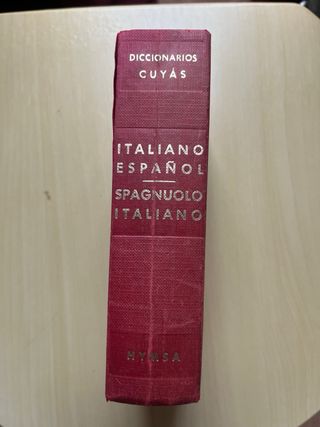 DICCIONARIOS
CUYÁS
ITALIANO
ESPAÑOL
SPAGNUOLO
ITALIANO
HYMSA